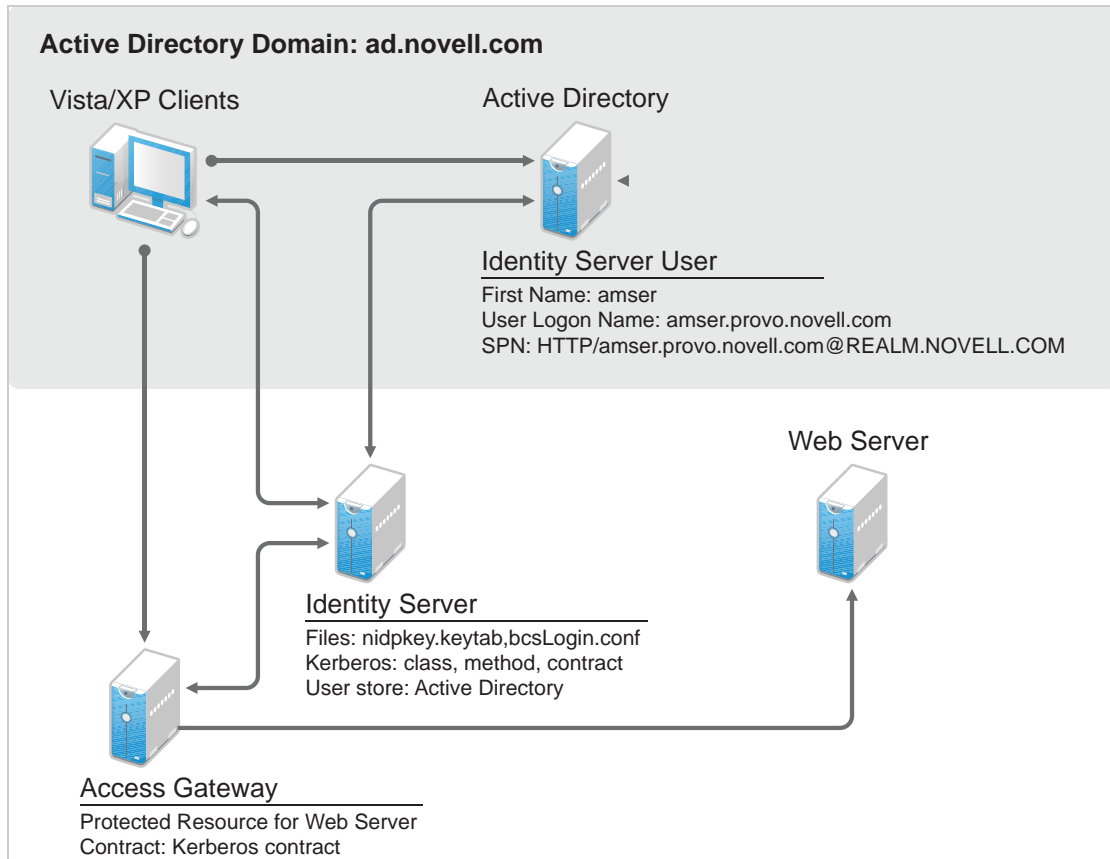 Active Directory Domain: ad.novell.com
Vista/XP Clients
Active Directory
Identity Server User
First Name: amser
User Logon Name: amser.provo.novell.com
SPN: HTTP/amser.provo.novell.com@REALM.NOVELL.COM
Web Server
Identity Server
Files: nidpkey.keytab,bcsLogin.conf
Kerberos: class, method, contract
User store: Active Directory
Access Gateway
Protected Resource for Web Server
Contract: Kerberos contract